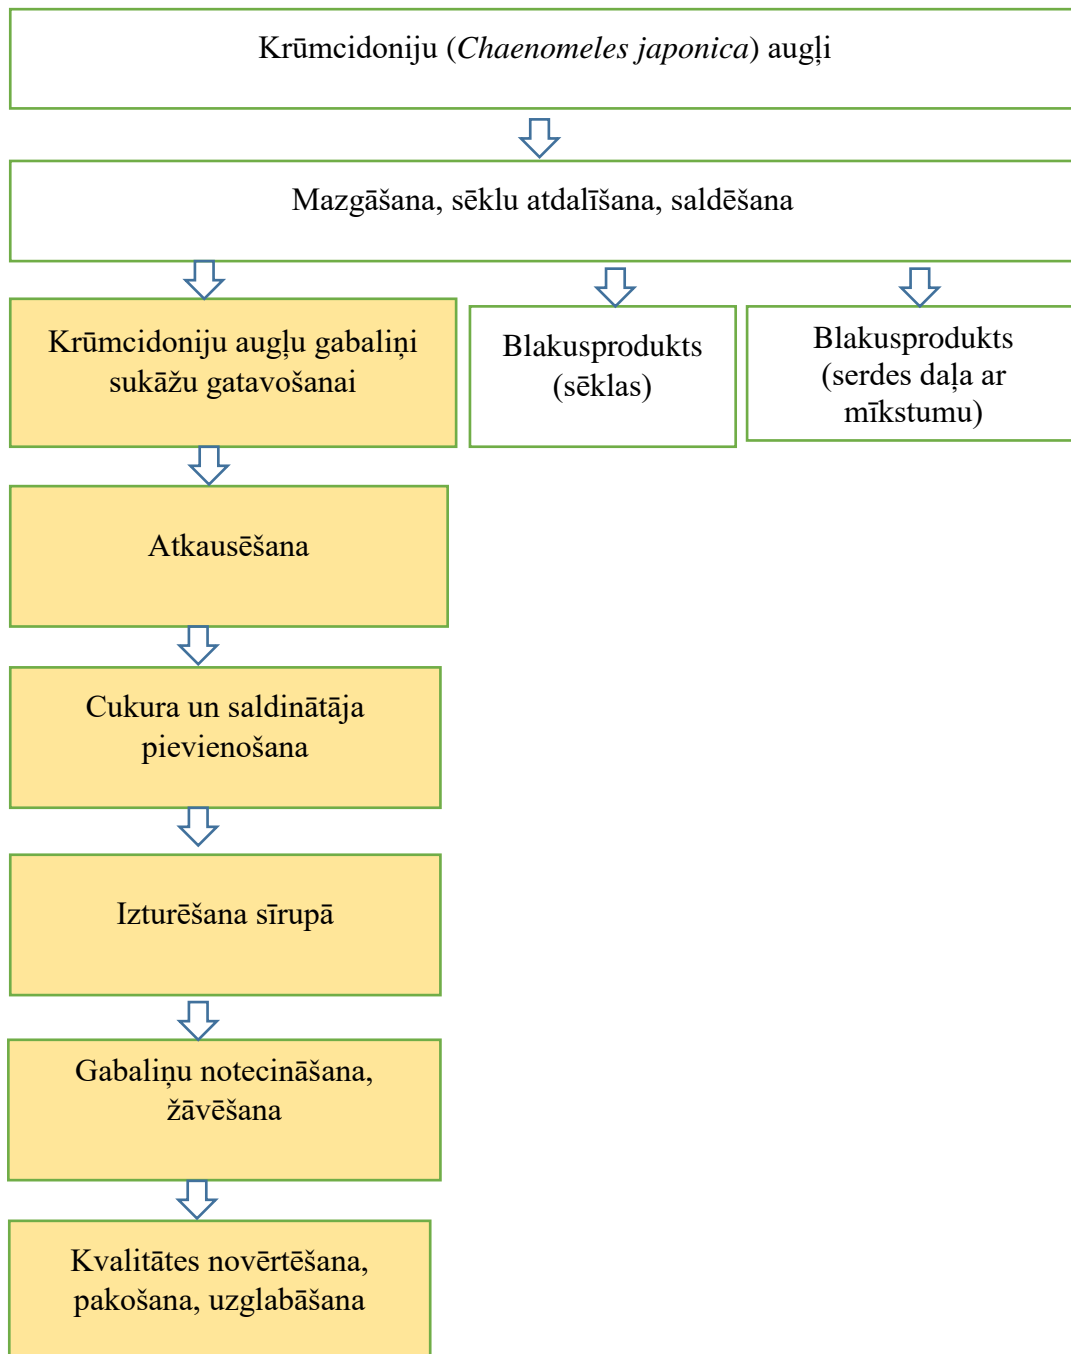 Krūmcidoniju (Chaenomeles japonica) augļi
Mazgāšana, sēklu atdalīšana, saldēšana
Krūmcidoniju augļu gabaliņi
sukāžu gatavošanai
Blakusprodukts
(sēklas)
Blakusprodukts
(serdes daļa ar
mīkstumu)
Atkausēšana
Cukura un saldinātāja
pievienošana
Izturēšana sīrupā
Gabaliņu notecināšana,
žāvēšana
Kvalitātes novērtēšana,
pakošana, uzglabāšana